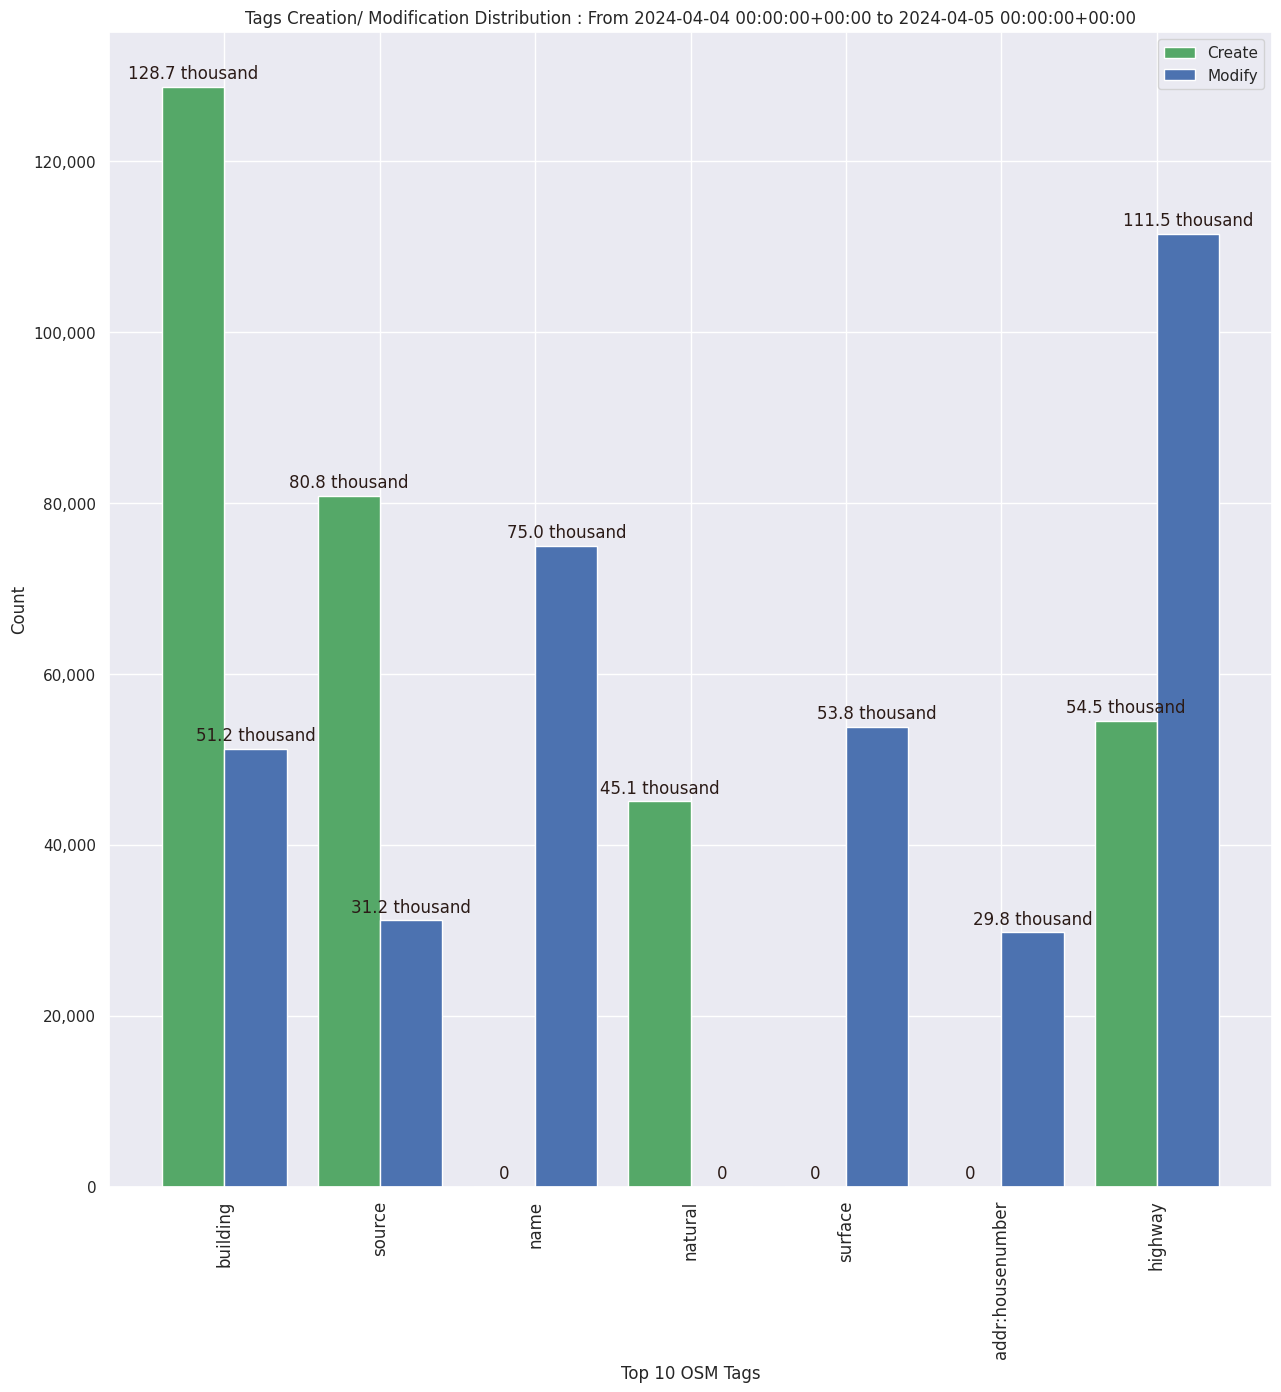 Tags Creation/ Modification Distribution : From 2024-04-04 00:00:00+00:00 to 2024-04-05 00:00:00+00:00
Create
Modify
128.7 thousand
51.2 thousand
80.8 thousand
31.2 thousand
0
75.0 thousand
45.1 thousand
0
0
53.8 thousand
0
29.8 thousand
54.5 thousand
111.5 thousand
120,000
100,000
80,000
60,000
40,000
20,000
0
Count
building
source
name
natural
surface
addr:housenumber
highway
Top 10 OSM Tags